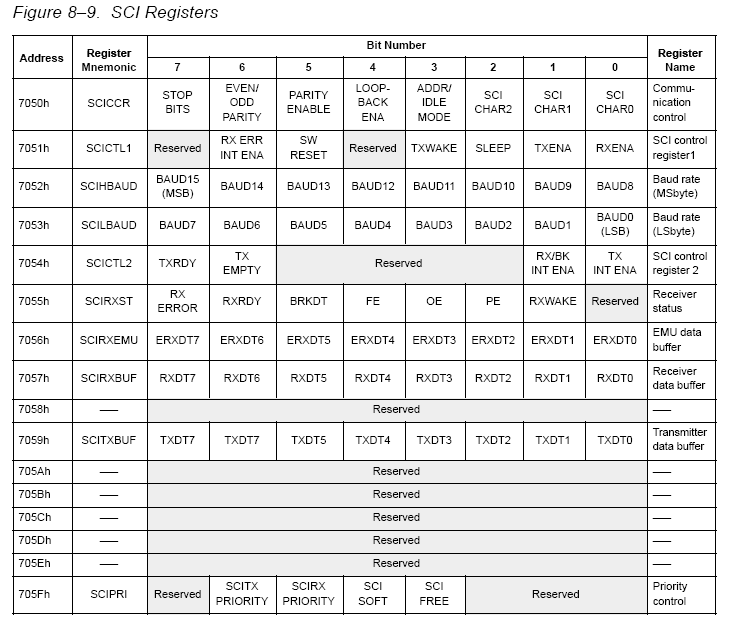 Figure 8–9. SCI Registers
Address Register Mnemonic Bit Number Register Name
7 6 5 4 3 2 1 0
7050h SCICCR STOP BITS EVEN/ ODD PARITY PARITY ENABLE LOOP- BACK ENA ADDR/ IDLE MODE SCI CHAR2 SCI CHAR1 SCI CHAR0 Commu- nication control
7051h SCICTL1 Reserved RX ERR INT ENA SW RESET Reserved TXWAKE SLEEP TXENA RXENA SCI control register1
7052h SCIHBAUD BAUD15 (MSB) BAUD14 BAUD13 BAUD12 BAUD11 BAUD10 BAUD9 BAUD8 Baud rate (MSbyte)
7053h SCILBAUD BAUD7 BAUD6 BAUD5 BAUD4 BAUD3 BAUD2 BAUD1 BAUD0 (LSB) Baud rate (LSbyte)
7054h SCICTL2 TXRDY TX EMPTY Reserved RX/BK INT ENA TX INT ENA SCI control register 2
7055h SCIRXST RX ERROR RXRDY BRKDT FE OE PE RXWAKE Reserved Receiver status
7056h SCIRXEMU ERXDT7 ERXDT6 ERXDT5 ERXDT4 ERXDT3 ERXDT2 ERXDT1 ERXDT0 EMU data buffer
7057h SCIRXBUF RXDT7 RXDT6 RXDT5 RXDT4 RXDT3 RXDT2 RXDT1 RXDT0 Receiver data buffer
7058h — Reserved —
7059h SCITXBUF TXDT7 TXDT7 TXDT5 TXDT4 TXDT3 TXDT2 TXDT1 TXDT0 Transmitter data buffer
705Ah — Reserved —
705Bh — Reserved —
705Ch — Reserved —
705Dh — Reserved —
705Eh — Reserved —
705Fh SCIPRI Reserved SCITX PRIORITY SCIRX PRIORITY SCI SOFT SCI FREE Reserved Priority control